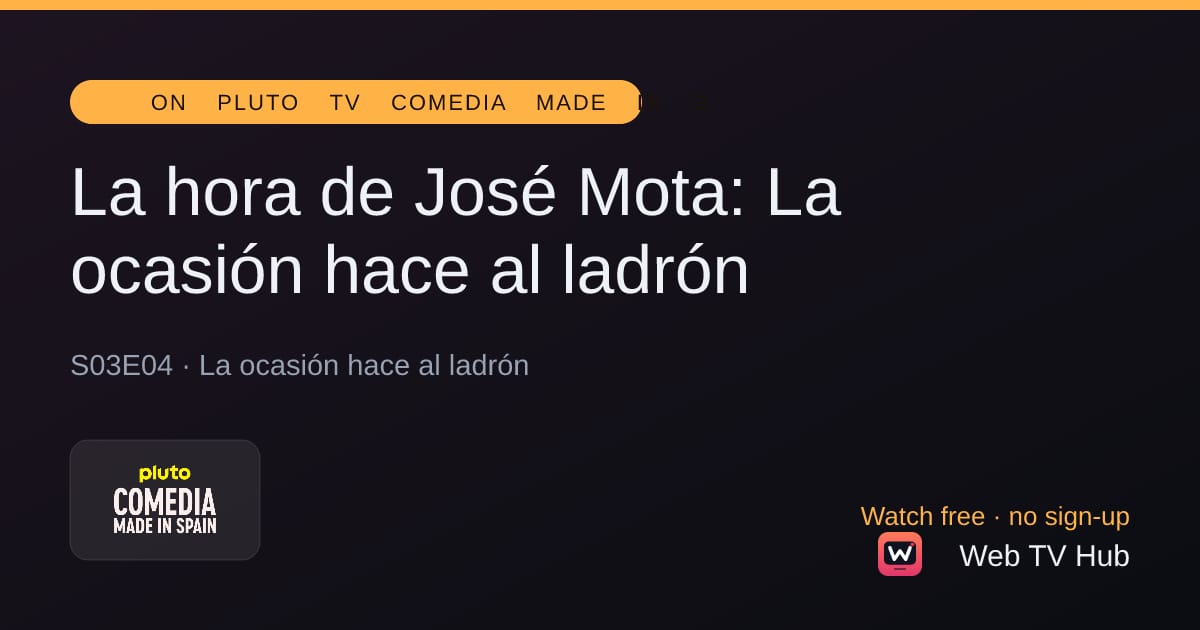 ON PLUTO TV COMEDIA MADE
La hora de José Mota: La
ocasión hace al ladrón
S03E04 · La ocasión hace al ladrón
pluto
COMEDIA
MADE IN SPAIN
Watch free · no sign-up
W
Web TV Hub